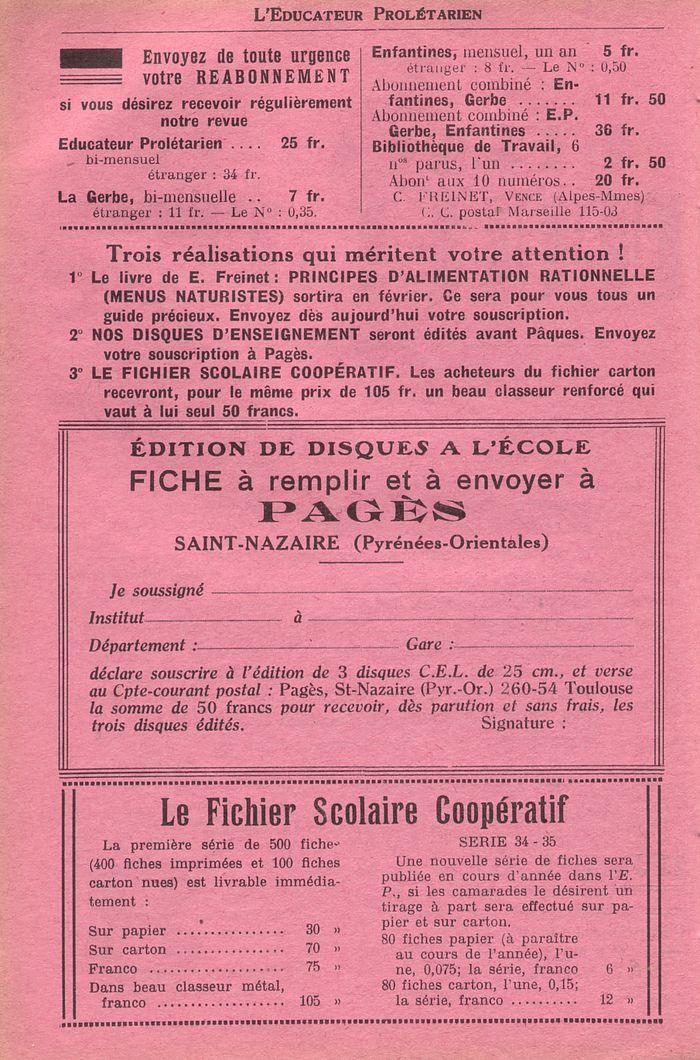 L'Educateur Prolétarien
Envoyez de toute urgence
votre REABONNEMENT
si vous désirez recevoir régulièrement
notre revue
Educateur Prolétarien .... 25 fr.
bi-mensuel
étranger : 34 fr.
La Gerbe, bi-mensuelle .. 7 fr.
étranger : 11 fr. — Le N° : 0,35.
Enfantines, mensuel, un an 5 fr.
étranger : 8 fr. — Le N° : 0,50
Abonnement combiné : En-
fantines, Gerbe ....... 11 fr. 50
Abonnement combiné : E.P.
Gerbe, Enfantines ..... 36 fr.
Bibliothèque de Travail, 6
nos parus, l'un ........ 2 fr. 50
Abont aux 10 numéros.. 20 fr.
C. FREINET, VENCE (Alpes-Mmes)
C. C. postal Marseille 115-03
Trois réalisations qui méritent votre attention !
1° Le livre de E. Freinet : PRINCIPES D'ALIMENTATION RATIONNELLE
(MENUS NATURISTES) sortira en février. Ce sera pour vous tous un
guide précieux. Envoyez dès aujourd'hui votre souscription.
2° NOS DISQUES D'ENSEIGNEMENT seront édités avant Pâques. Envoyez
votre souscription à Pagès.
3° LE FICHIER SCOLAIRE COOPÉRATIF. Les acheteurs du fichier carton
recevront, pour le même prix de 105 fr. un beau classeur renforcé qui
vaut à lui seul 50 francs.
ÉDITION DE DISQUES A L'ÉCOLE
FICHE à remplir et à envoyer à
PAGÈS
SAINT-NAZAIRE (Pyrénées-Orientales)
Je soussigné
Institut à
Département : Gare :
déclare souscrire à l'édition de 3 disques C.E.L. de 25 cm., et verse
au Cpte-courant postal : Pagès, St-Nazaire (Pyr.-Or.) 260-54 Toulouse
la somme de 50 francs pour recevoir, dès parution et sans frais, les
trois disques édités. Signature :
Le Fichier Scolaire Coopératif
La première série de 500 fiches
(400 fiches imprimées et 100 fiches
carton nues) est livrable immédia-
tement :
Sur papier ................ 30 »
Sur carton ................ 70 »
Franco .................... 75 »
Dans beau classeur métal,
franco .................. 105 »
SERIE 34 - 35
Une nouvelle série de fiches sera
publiée en cours d'année dans l'E.
P., si les camarades le désirent un
tirage à part sera effectué sur pa-
pier et sur carton.
80 fiches papier (à paraître
au cours de l'année), l'u-
ne, 0,075; la série, franco 6 »
80 fiches carton, l'une, 0,15;
la série, franco .......... 12 »